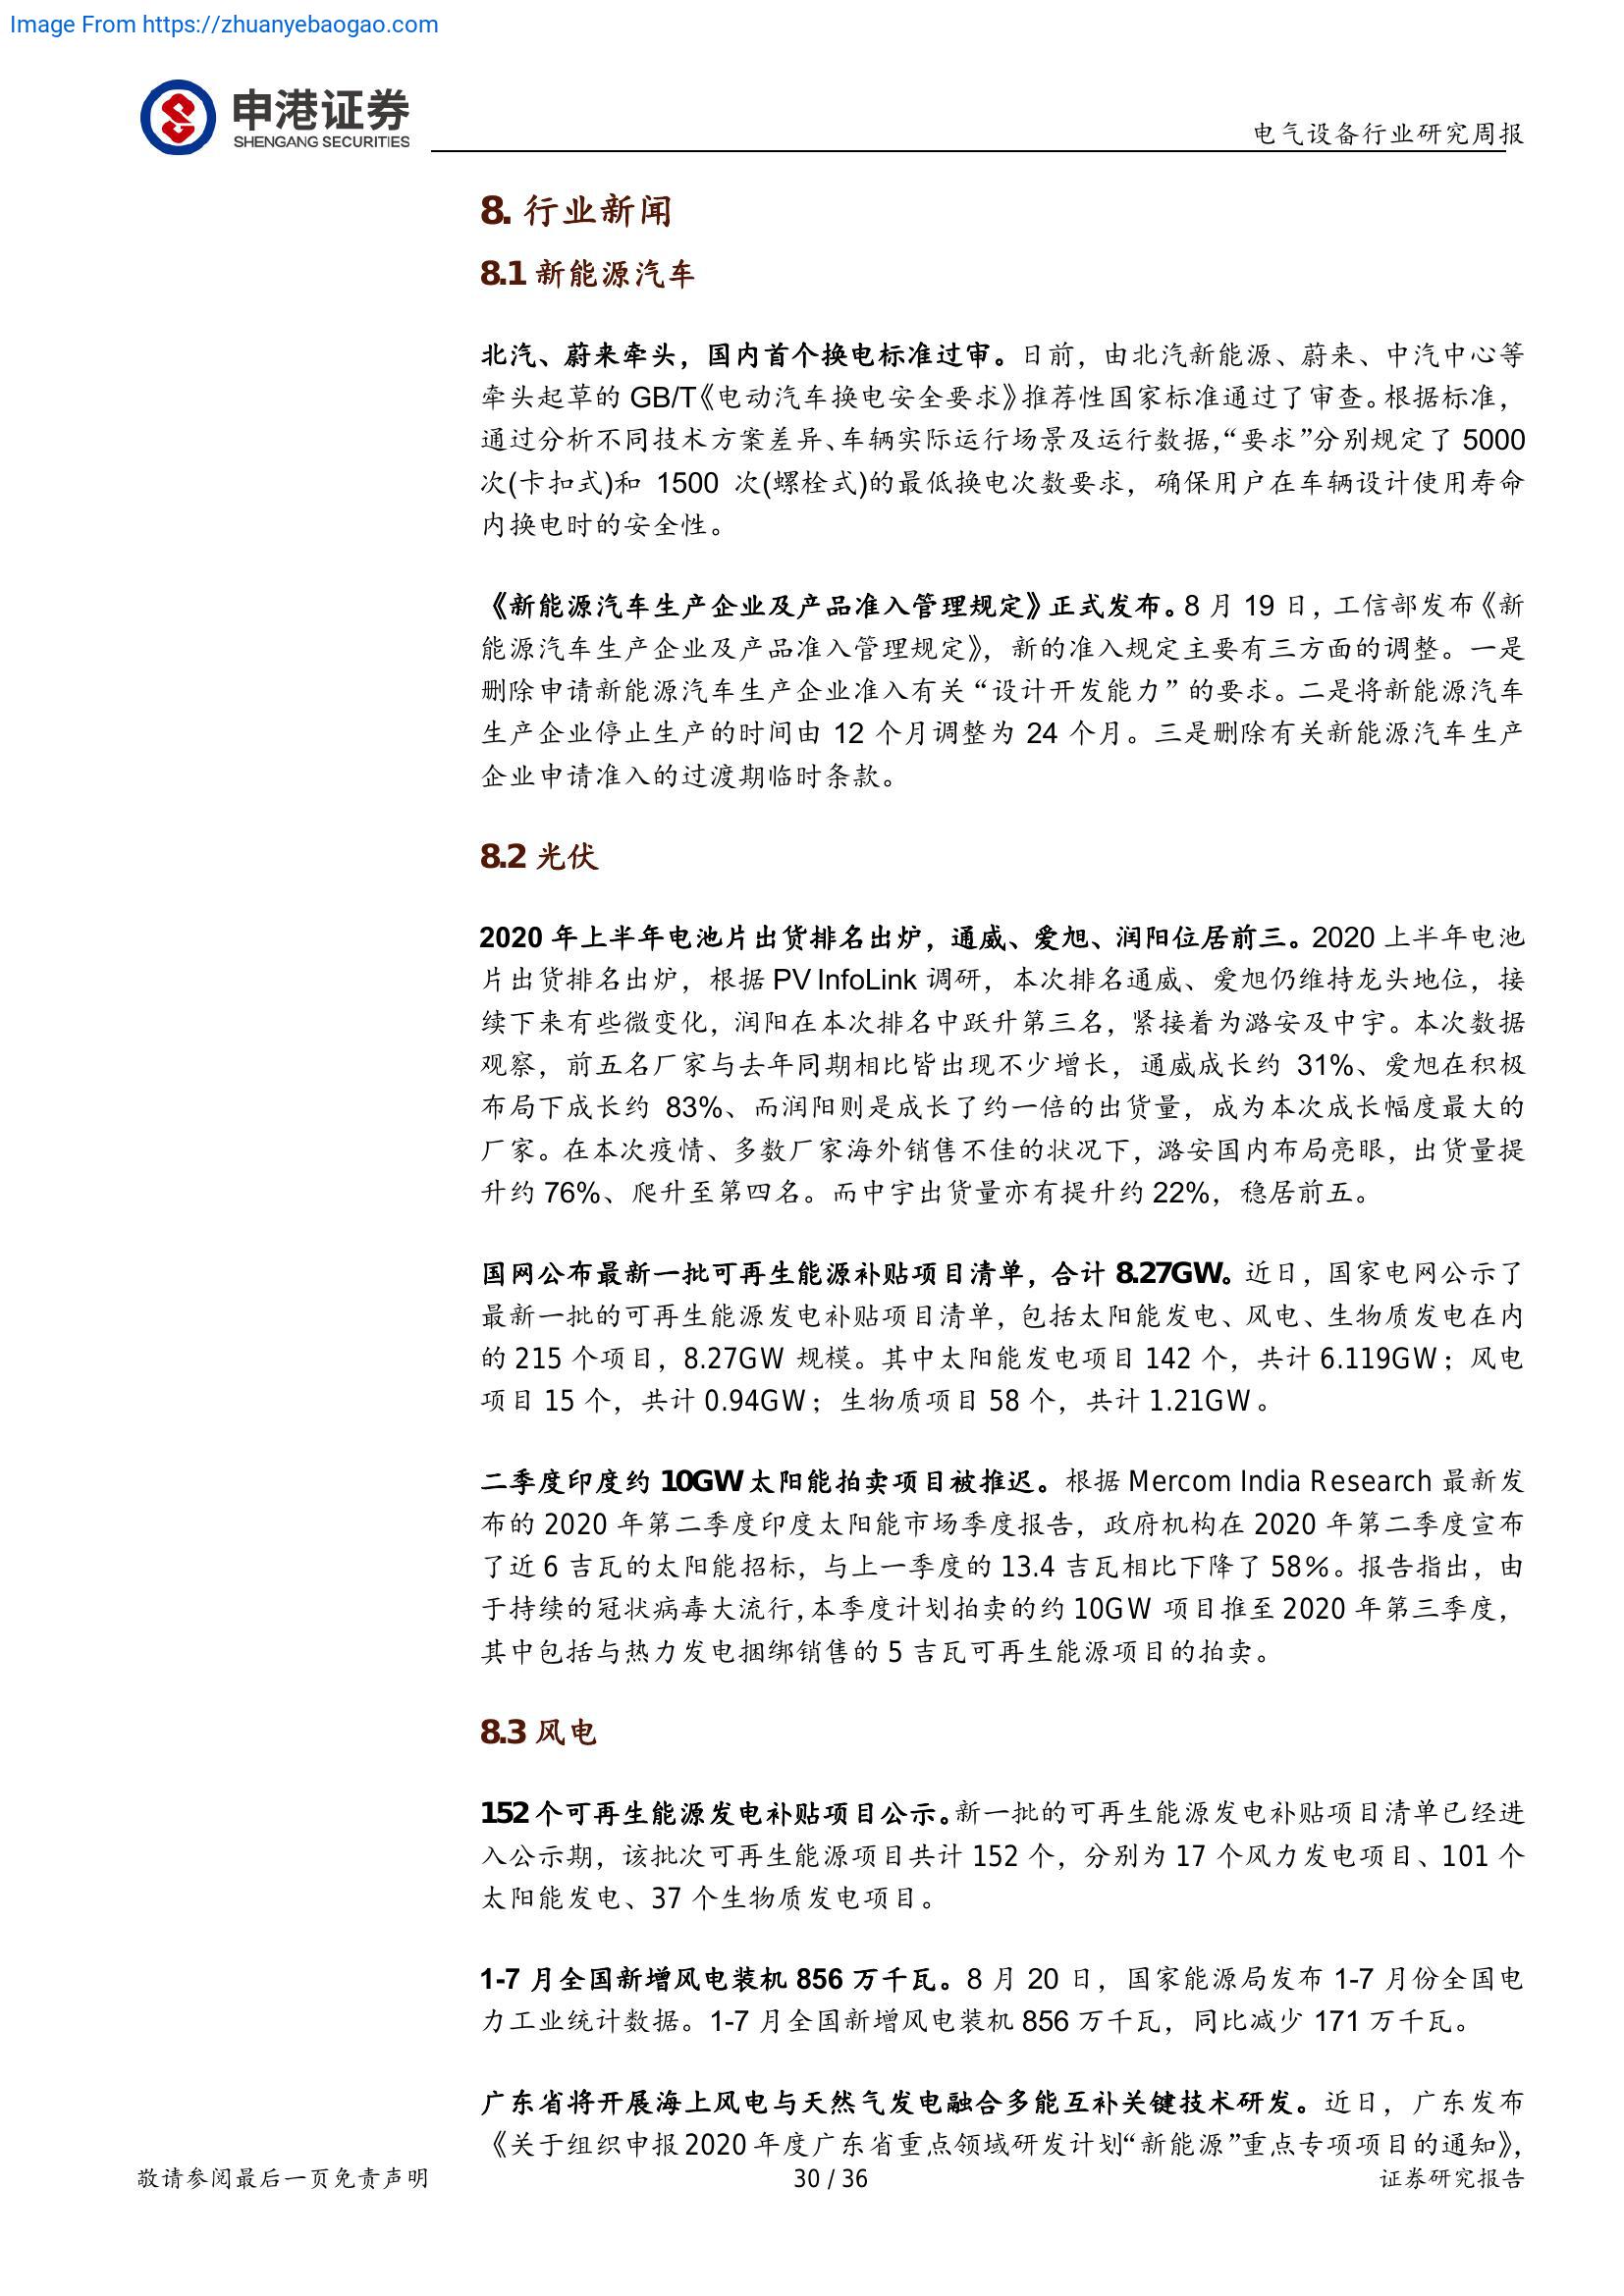 Image From https://zhuanyebaogao.com
申港证券
SHENGANG SECURITIES
电气设备行业研究周报
8. 行业新闻
8.1 新能源汽车
北汽、蔚来牵头，国内首个换电标准过审。日前，由北汽新能源、蔚来、中汽中心等
牵头起草的 GB/T《电动汽车换电安全要求》推荐性国家标准通过了审查。根据标准，
通过分析不同技术方案差异、车辆实际运行场景及运行数据，“要求”分别规定了 5000
次(卡扣式)和 1500 次(螺栓式)的最低换电次数要求，确保用户在车辆设计使用寿命
内换电时的安全性。
《新能源汽车生产企业及产品准入管理规定》正式发布。8 月 19 日，工信部发布《新
能源汽车生产企业及产品准入管理规定》，新的准入规定主要有三方面的调整。一是
删除申请新能源汽车生产企业准入有关“设计开发能力”的要求。二是将新能源汽车
生产企业停止生产的时间由 12 个月调整为 24 个月。三是删除有关新能源汽车生产
企业申请准入的过渡期临时条款。
8.2 光伏
2020 年上半年电池片出货排名出炉，通威、爱旭、润阳位居前三。2020 上半年电池
片出货排名出炉，根据 PV InfoLink 调研，本次排名通威、爱旭仍维持龙头地位，接
续下来有些微变化，润阳在本次排名中跃升第三名，紧接着为潞安及中宇。本次数据
观察，前五名厂家与去年同期相比皆出现不少增长，通威成长约 31%、爱旭在积极
布局下成长约 83%、而润阳则是成长了约一倍的出货量，成为本次成长幅度最大的
厂家。在本次疫情、多数厂家海外销售不佳的状况下，潞安国内布局亮眼，出货量提
升约 76%、爬升至第四名。而中宇出货量亦有提升约 22%，稳居前五。
国网公布最新一批可再生能源补贴项目清单，合计 8.27GW。近日，国家电网公示了
最新一批的可再生能源发电补贴项目清单，包括太阳能发电、风电、生物质发电在内
的 215 个项目，8.27GW 规模。其中太阳能发电项目 142 个，共计 6.119GW；风电
项目 15 个，共计 0.94GW；生物质项目 58 个，共计 1.21GW。
二季度印度约 10GW 太阳能拍卖项目被推迟。根据 Mercom India Research 最新发
布的 2020 年第二季度印度太阳能市场季度报告，政府机构在 2020 年第二季度宣布
了近 6 吉瓦的太阳能招标，与上一季度的 13.4 吉瓦相比下降了 58％。报告指出，由
于持续的冠状病毒大流行，本季度计划拍卖的约 10GW 项目推至 2020 年第三季度，
其中包括与热力发电捆绑销售的 5 吉瓦可再生能源项目的拍卖。
8.3 风电
152 个可再生能源发电补贴项目公示。新一批的可再生能源发电补贴项目清单已经进
入公示期，该批次可再生能源项目共计 152 个，分别为 17 个风力发电项目、101 个
太阳能发电、37 个生物质发电项目。
1-7 月全国新增风电装机 856 万千瓦。8 月 20 日，国家能源局发布 1-7 月份全国电
力工业统计数据。1-7 月全国新增风电装机 856 万千瓦，同比减少 171 万千瓦。
广东省将开展海上风电与天然气发电融合多能互补关键技术研发。近日，广东发布
《关于组织申报 2020 年度广东省重点领域研发计划“新能源”重点专项项目的通知》，
敬请参阅最后一页免责声明
30 / 36
证券研究报告